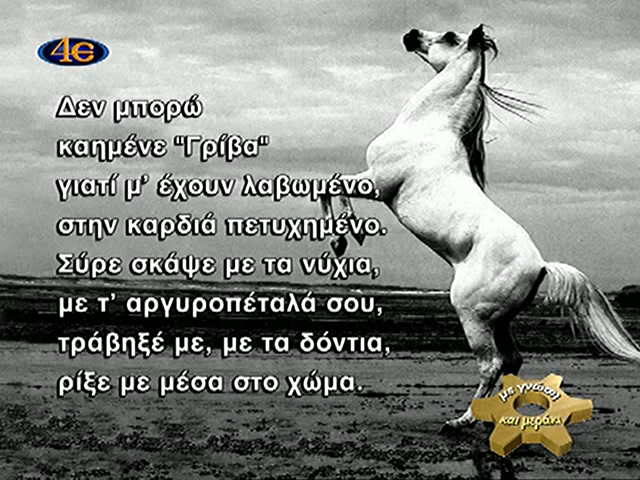 4ε
Δεν μπορώ
καημένε "Γρίβα"
γιατί μ' έχουν λαβωμένο,
στην καρδιά πετυχημένο.
Σύρε σκάψε με τα νύχια,
με τ' αργυροπέταλά σου,
τράβηξέ με, με τα δόντια,
ρίξε με μέσα στο χώμα.
με γνώση
και μεράκι